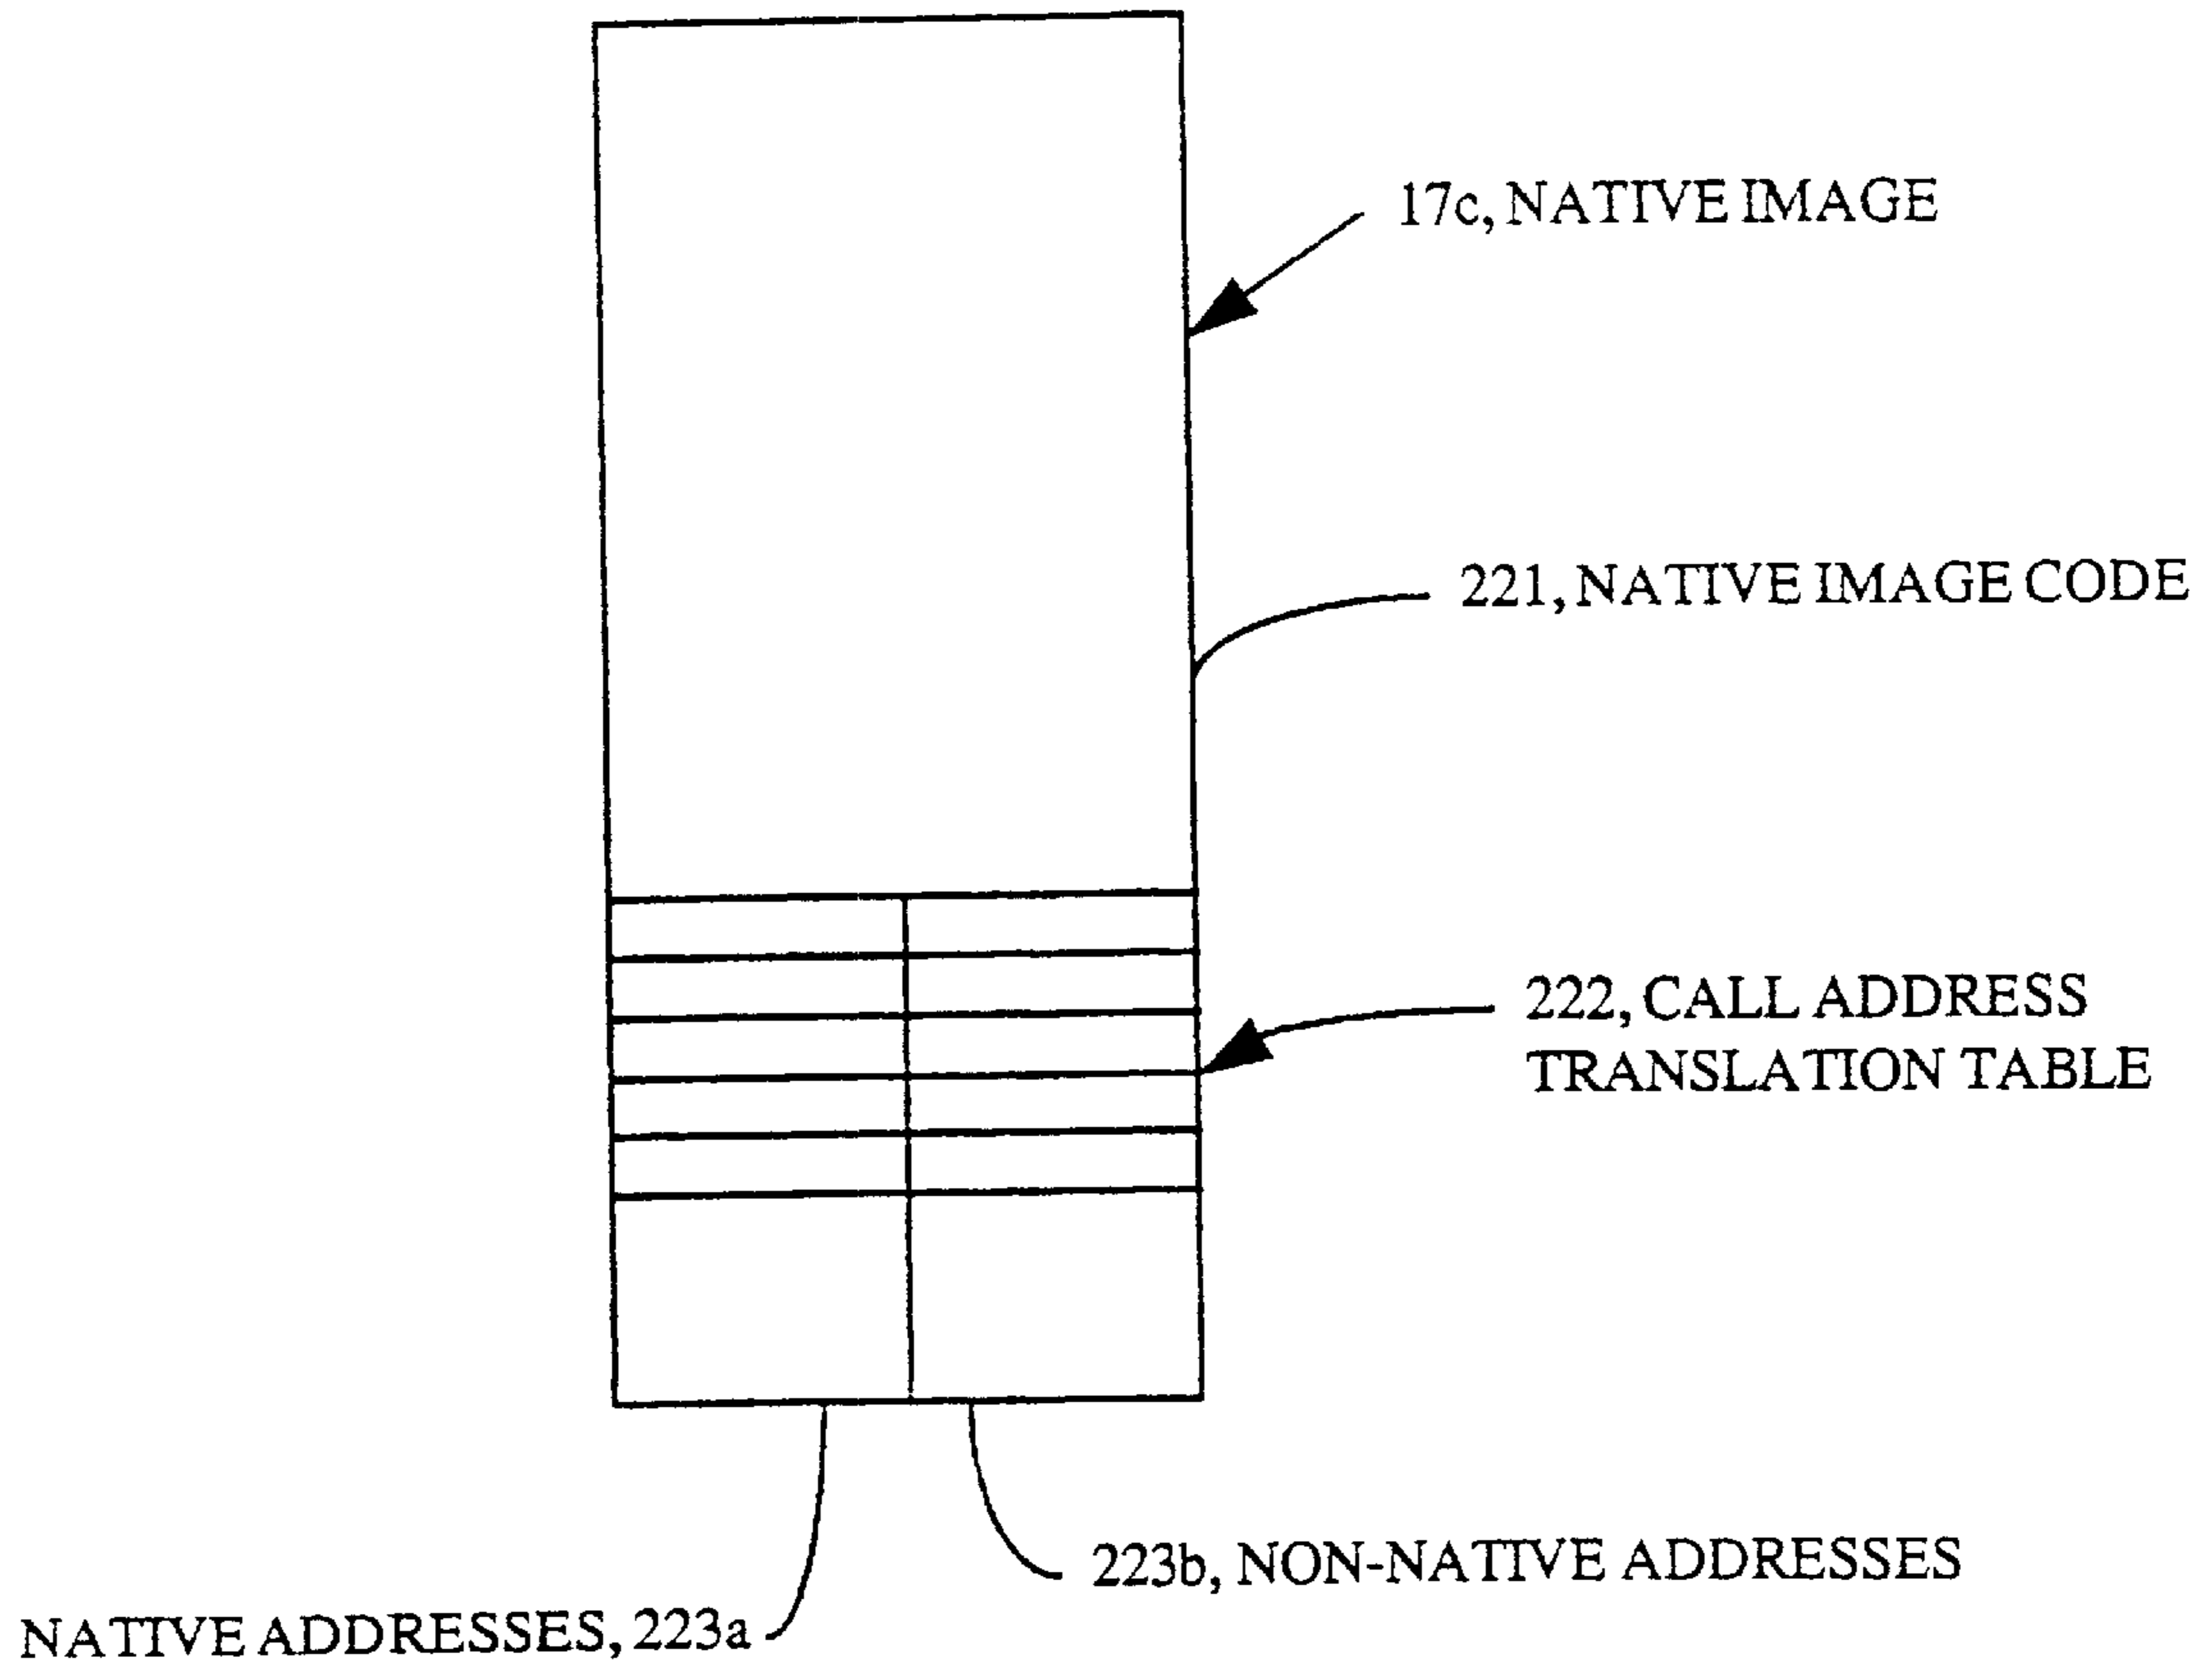 17c, NATIVE IMAGE
221, NATIVE IMAGE CODE
222, CALL ADDRESS
TRANSLATION TABLE
223b, NON-NATIVE ADDRESSES
NATIVE ADDRESSES, 223a